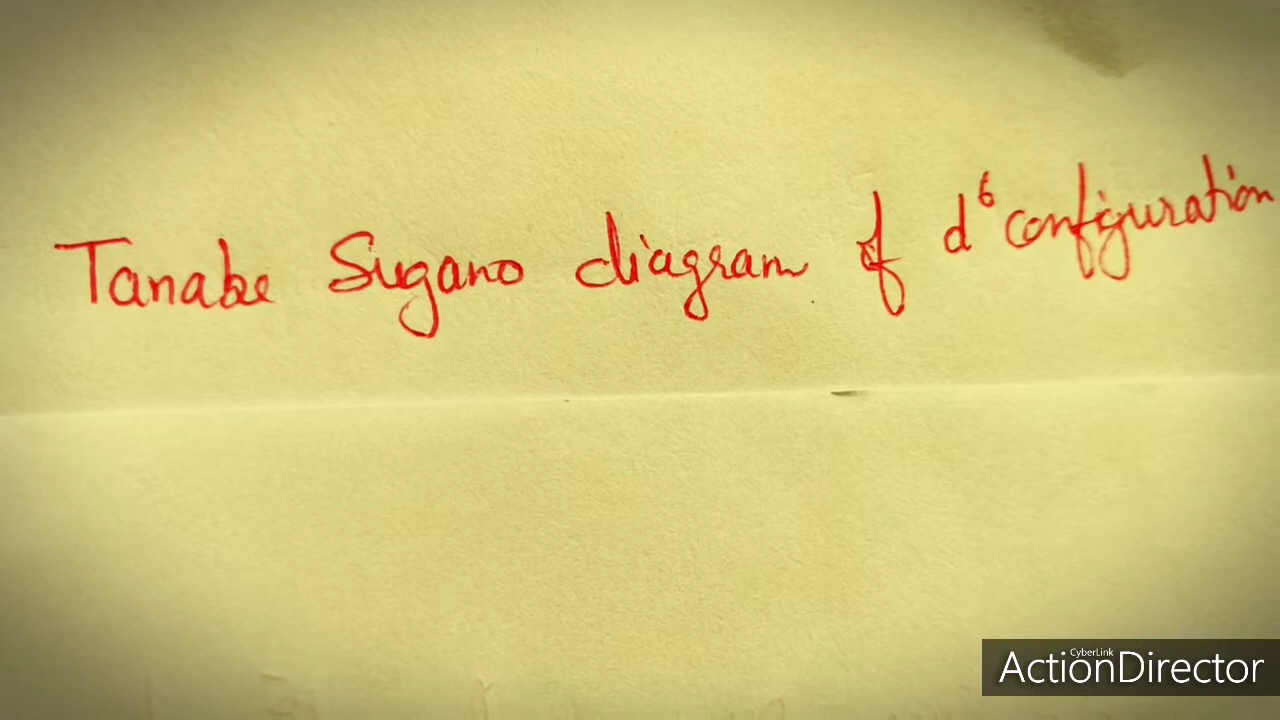 Tanabe Sugano diagram of d⁶ configuration
CyberLink
ActionDirector